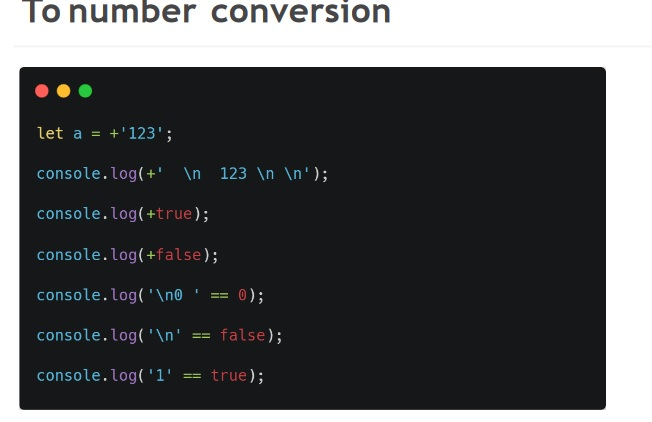 To number conversion
let a = +'123';
console.log(+'  \n  123 \n \n');
console.log(+true);
console.log(+false);
console.log('\n0 ' == 0);
console.log('\n' == false);
console.log('1' == true);